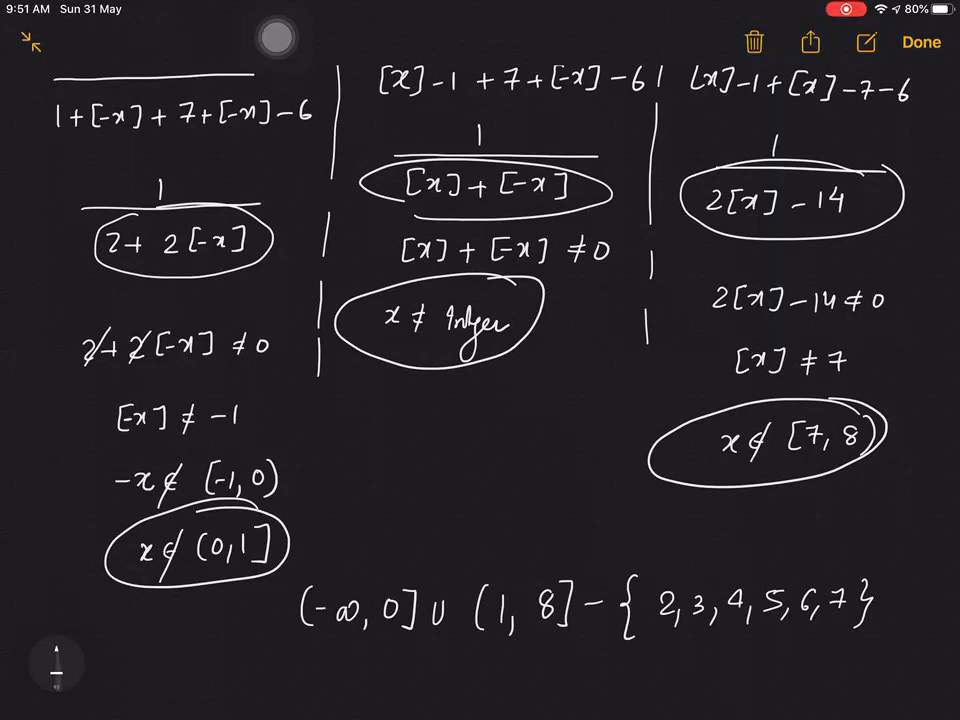 9:51 AM Sun 31 May
80%
Done
1+[-x]+7+[-x]-6
1
2+ 2[-x]
2+2[-x] ≠0
[-x] ≠ -1
-x∉ [-1,0)
x∉ (0,1]
[x]-1 +7+[-x]-6
1
[x]+[-x]
[x]+[-x] ≠0
x ≠ Integer
[x]-1+[x]-7-6
1
2[x]-14
2[x]-14≠0
[x] ≠ 7
x∉ [7,8)
(-∞,0]∪ (1, 8]-{2,3,4,5,6,7}